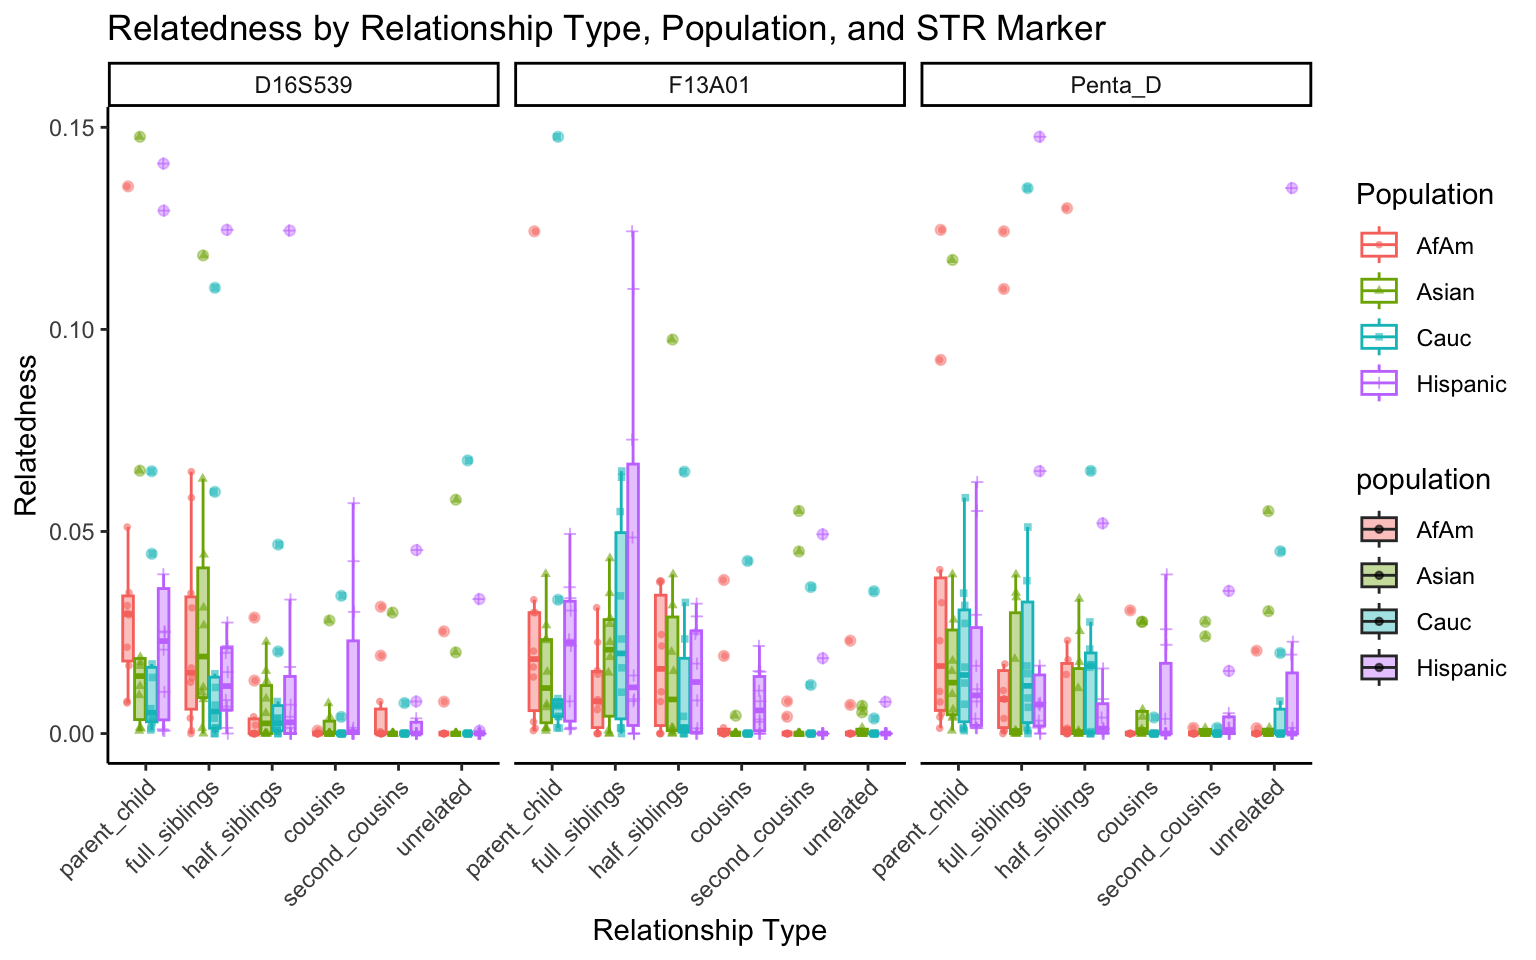 Relatedness by Relationship Type, Population, and STR Marker
D16S539
F13A01
Penta_D
0.15
0.10
0.05
0.00
Relatedness
parent_child
full_siblings
half_siblings
cousins
second_cousins
unrelated
parent_child
full_siblings
half_siblings
cousins
second_cousins
unrelated
parent_child
full_siblings
half_siblings
cousins
second_cousins
unrelated
Relationship Type
Population
AfAm
Asian
Cauc
Hispanic
population
AfAm
Asian
Cauc
Hispanic